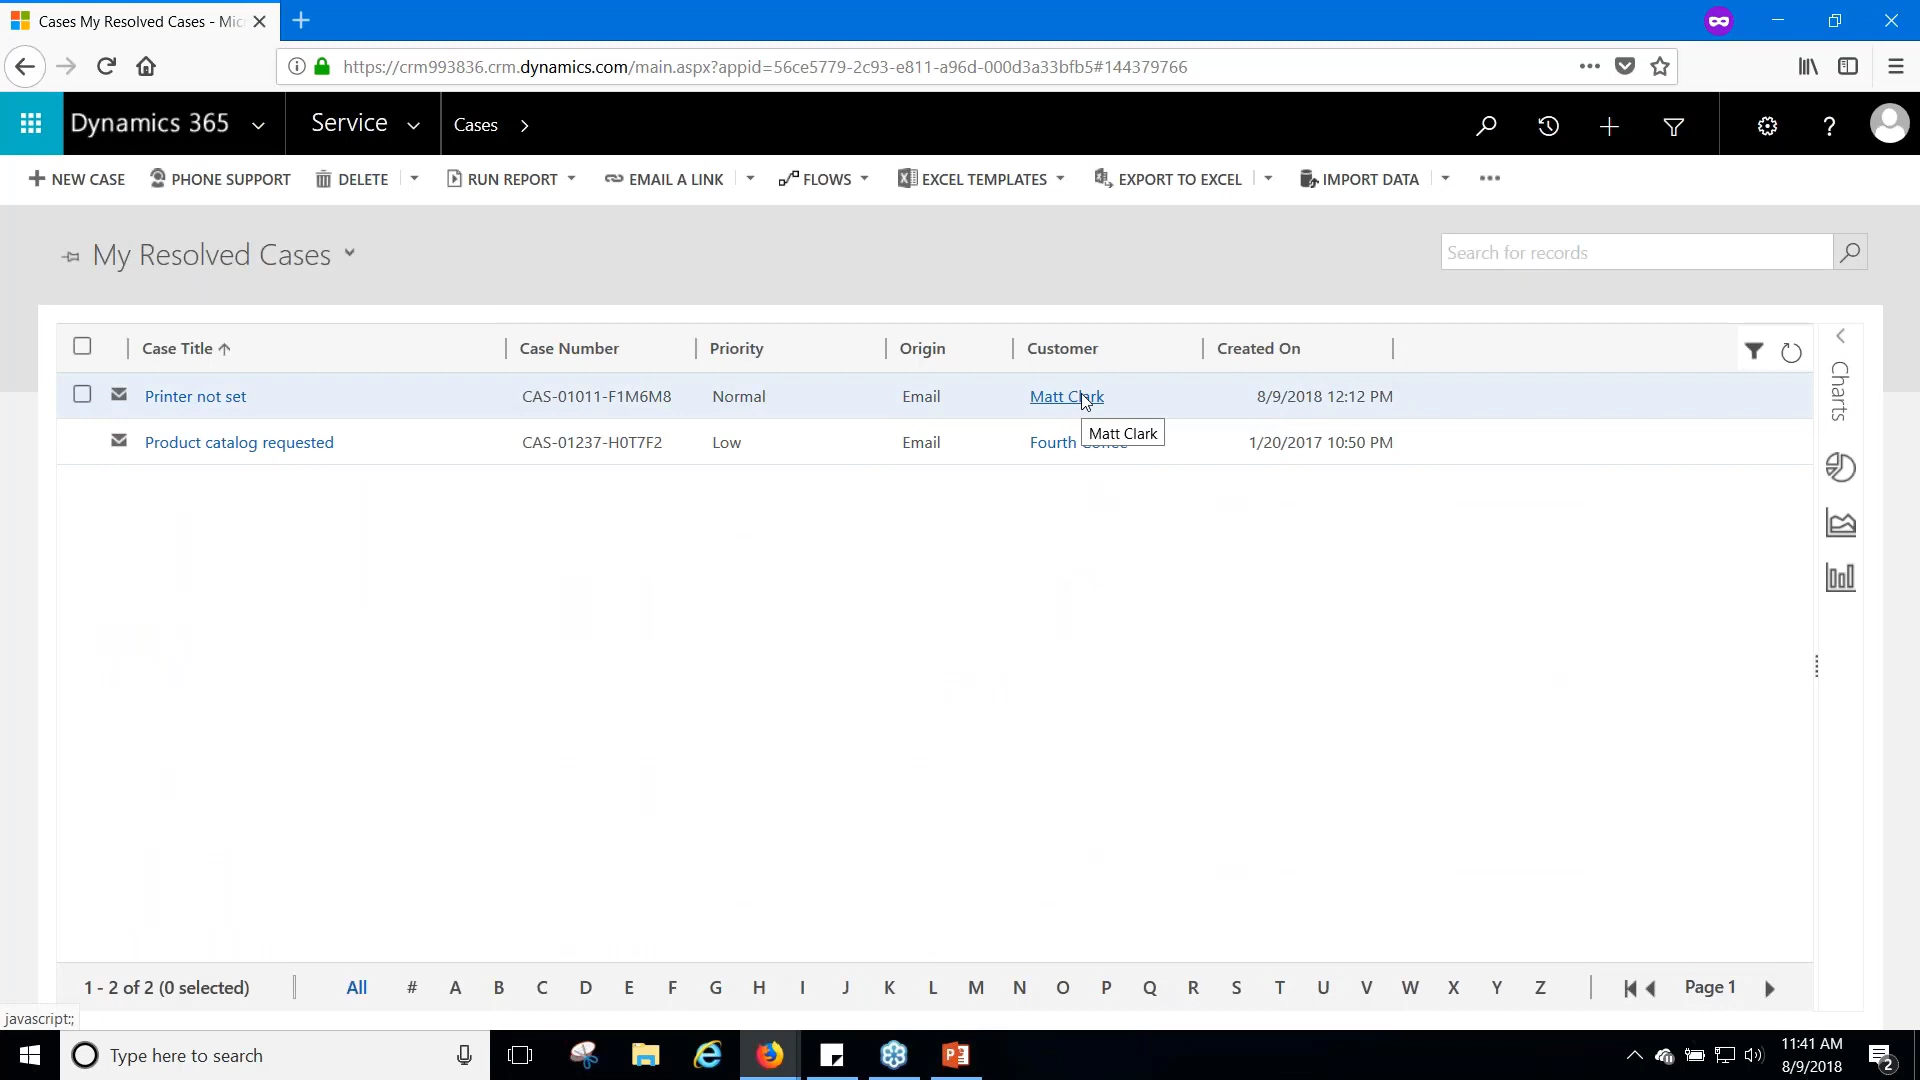 Cases My Resolved Cases - Mic
https://crm993836.crm.dynamics.com/main.aspx?appid=56ce5779-2c93-e811-a96d-000d3a33bfb5#144379766
Dynamics 365 Service Cases
NEW CASE PHONE SUPPORT DELETE RUN REPORT EMAIL A LINK FLOWS EXCEL TEMPLATES EXPORT TO EXCEL IMPORT DATA
My Resolved Cases
Search for records
Case Title Case Number Priority Origin Customer Created On
Printer not set CAS-01011-F1M6M8 Normal Email Matt Clark 8/9/2018 12:12 PM
Matt Clark
Product catalog requested CAS-01237-H0T7F2 Low Email Fourth 1/20/2017 10:50 PM
Charts
1 - 2 of 2 (0 selected) All # A B C D E F G H I J K L M N O P Q R S T U V W X Y Z Page 1
javascript:;
Type here to search
11:41 AM
8/9/2018
2